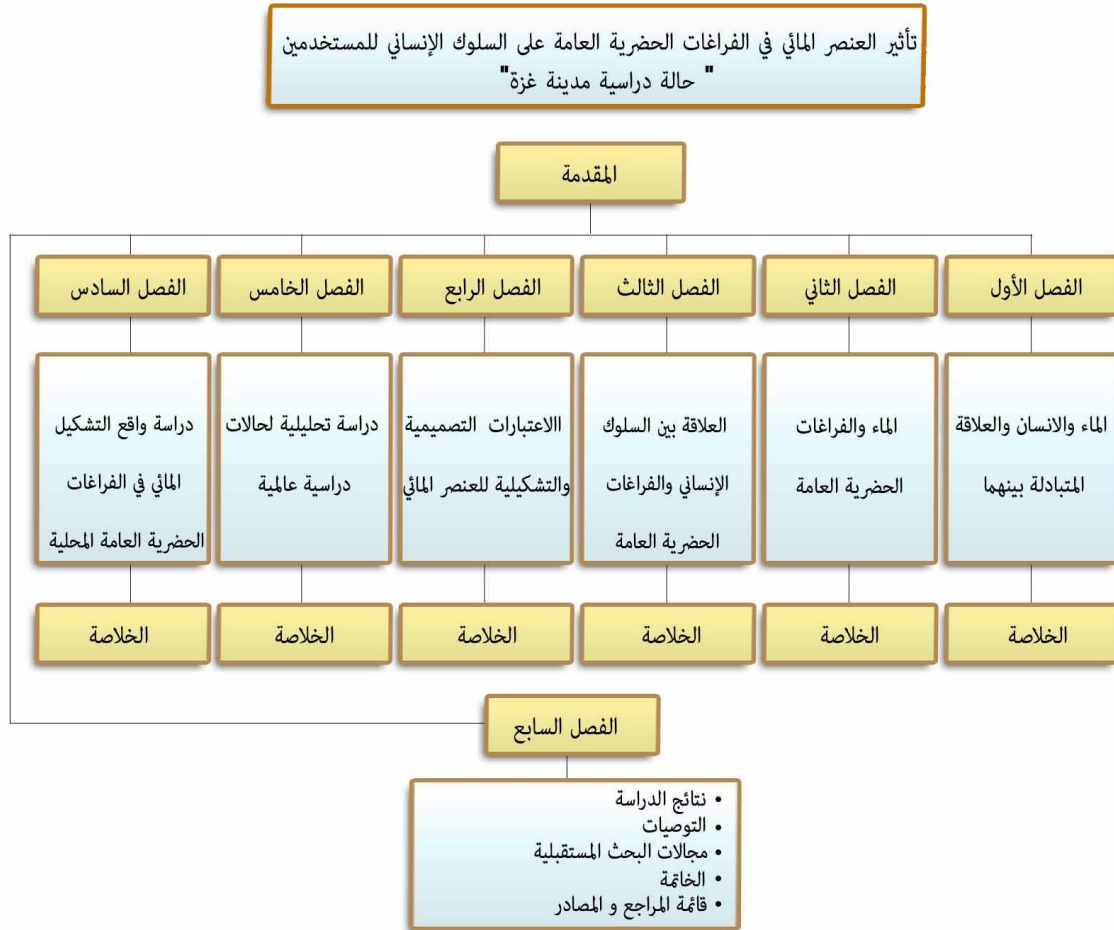 تأثير العنصر المائي في الفراغات الحضرية العامة على السلوك الإنساني للمستخدمين
" حالة دراسية مدينة غزة"
المقدمة
الفصل الأول
الفصل الثاني
الفصل الثالث
الفصل الرابع
الفصل الخامس
الفصل السادس
الماء والانسان والعلاقة
المتبادلة بينهما
الماء والفراغات
الحضرية العامة
العلاقة بين السلوك
الإنساني والفراغات
الحضرية العامة
االاعتبارات التصميمية
والتشكيلية للعنصر المائي
دراسة تحليلية لحالات
دراسية عالمية
دراسة واقع التشكيل
المائي في الفراغات
الحضرية العامة المحلية
الخلاصة
الخلاصة
الخلاصة
الخلاصة
الخلاصة
الخلاصة
الفصل السابع
• نتائج الدراسة
• التوصيات
• مجالات البحث المستقبلية
• الخاتمة
• قائمة المراجع و المصادر